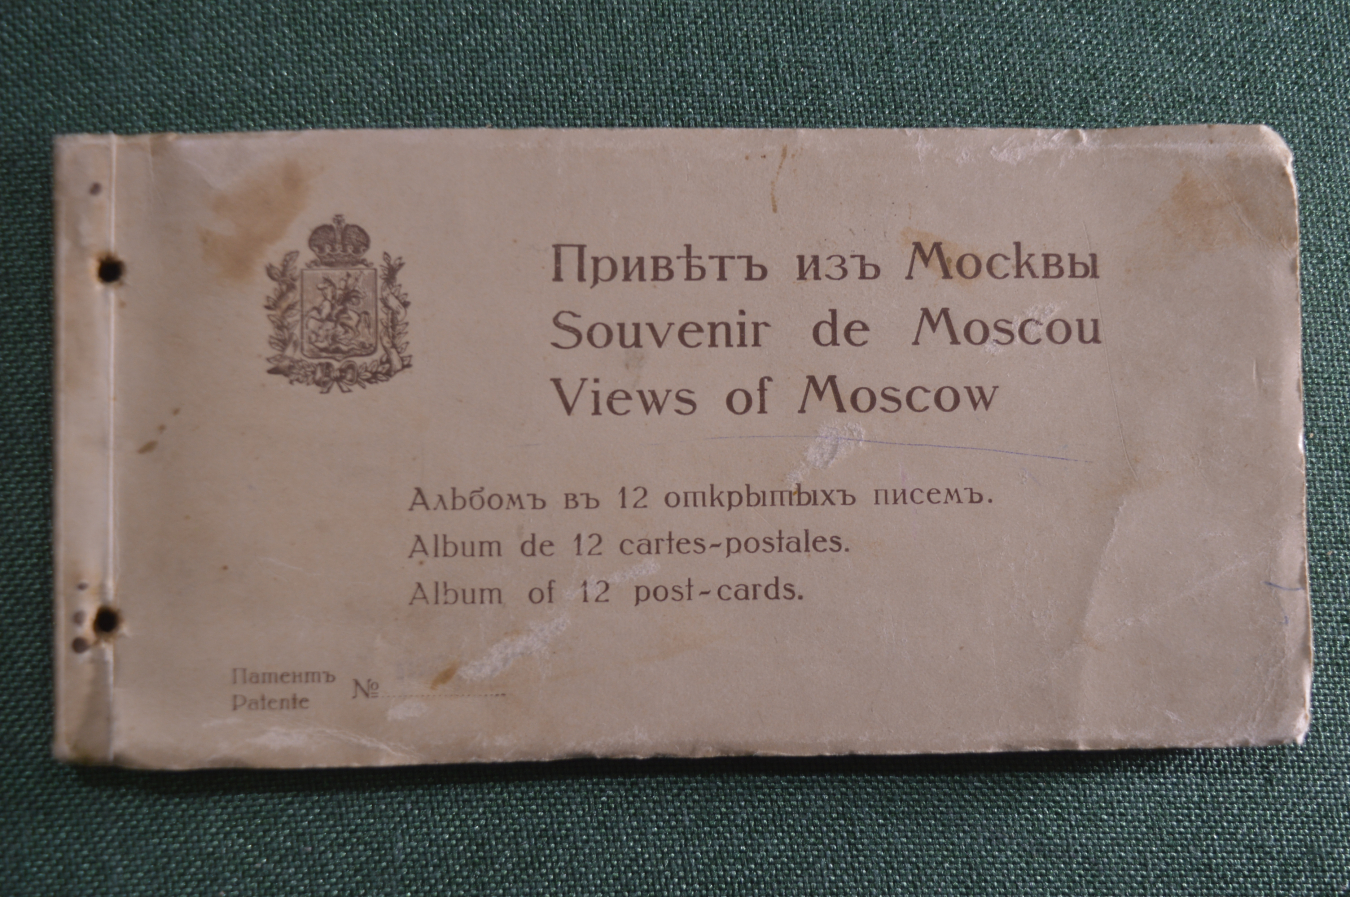 Привѣтъ изъ Москвы
Souvenir de Moscou
Views of Moscow
Альбомъ въ 12 открытыхъ писемъ.
Album de 12 cartes-postales.
Album of 12 post-cards.
Патентъ
Patente
№